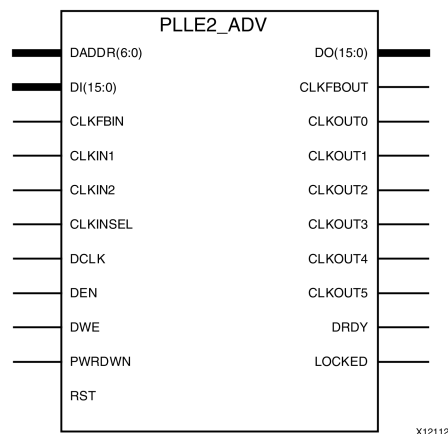 PLLE2_ADV
DADDR(6:0) DO(15:0)
DI(15:0) CLKFBOUT
CLKFBIN CLKOUT0
CLKIN1 CLKOUT1
CLKIN2 CLKOUT2
CLKINSEL CLKOUT3
DCLK CLKOUT4
DEN CLKOUT5
DWE DRDY
PWRDWN LOCKED
RST
X12112